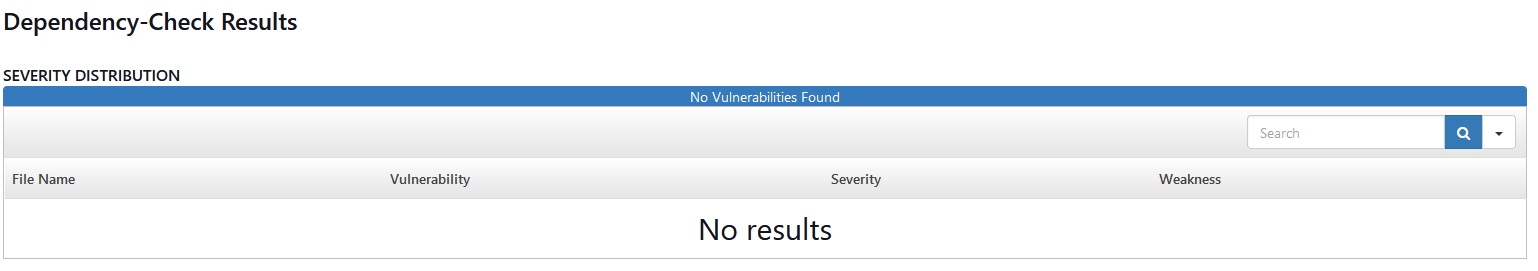 Dependency-Check Results
SEVERITY DISTRIBUTION
No Vulnerabilities Found
Search
File Name Vulnerability Severity Weakness
No results